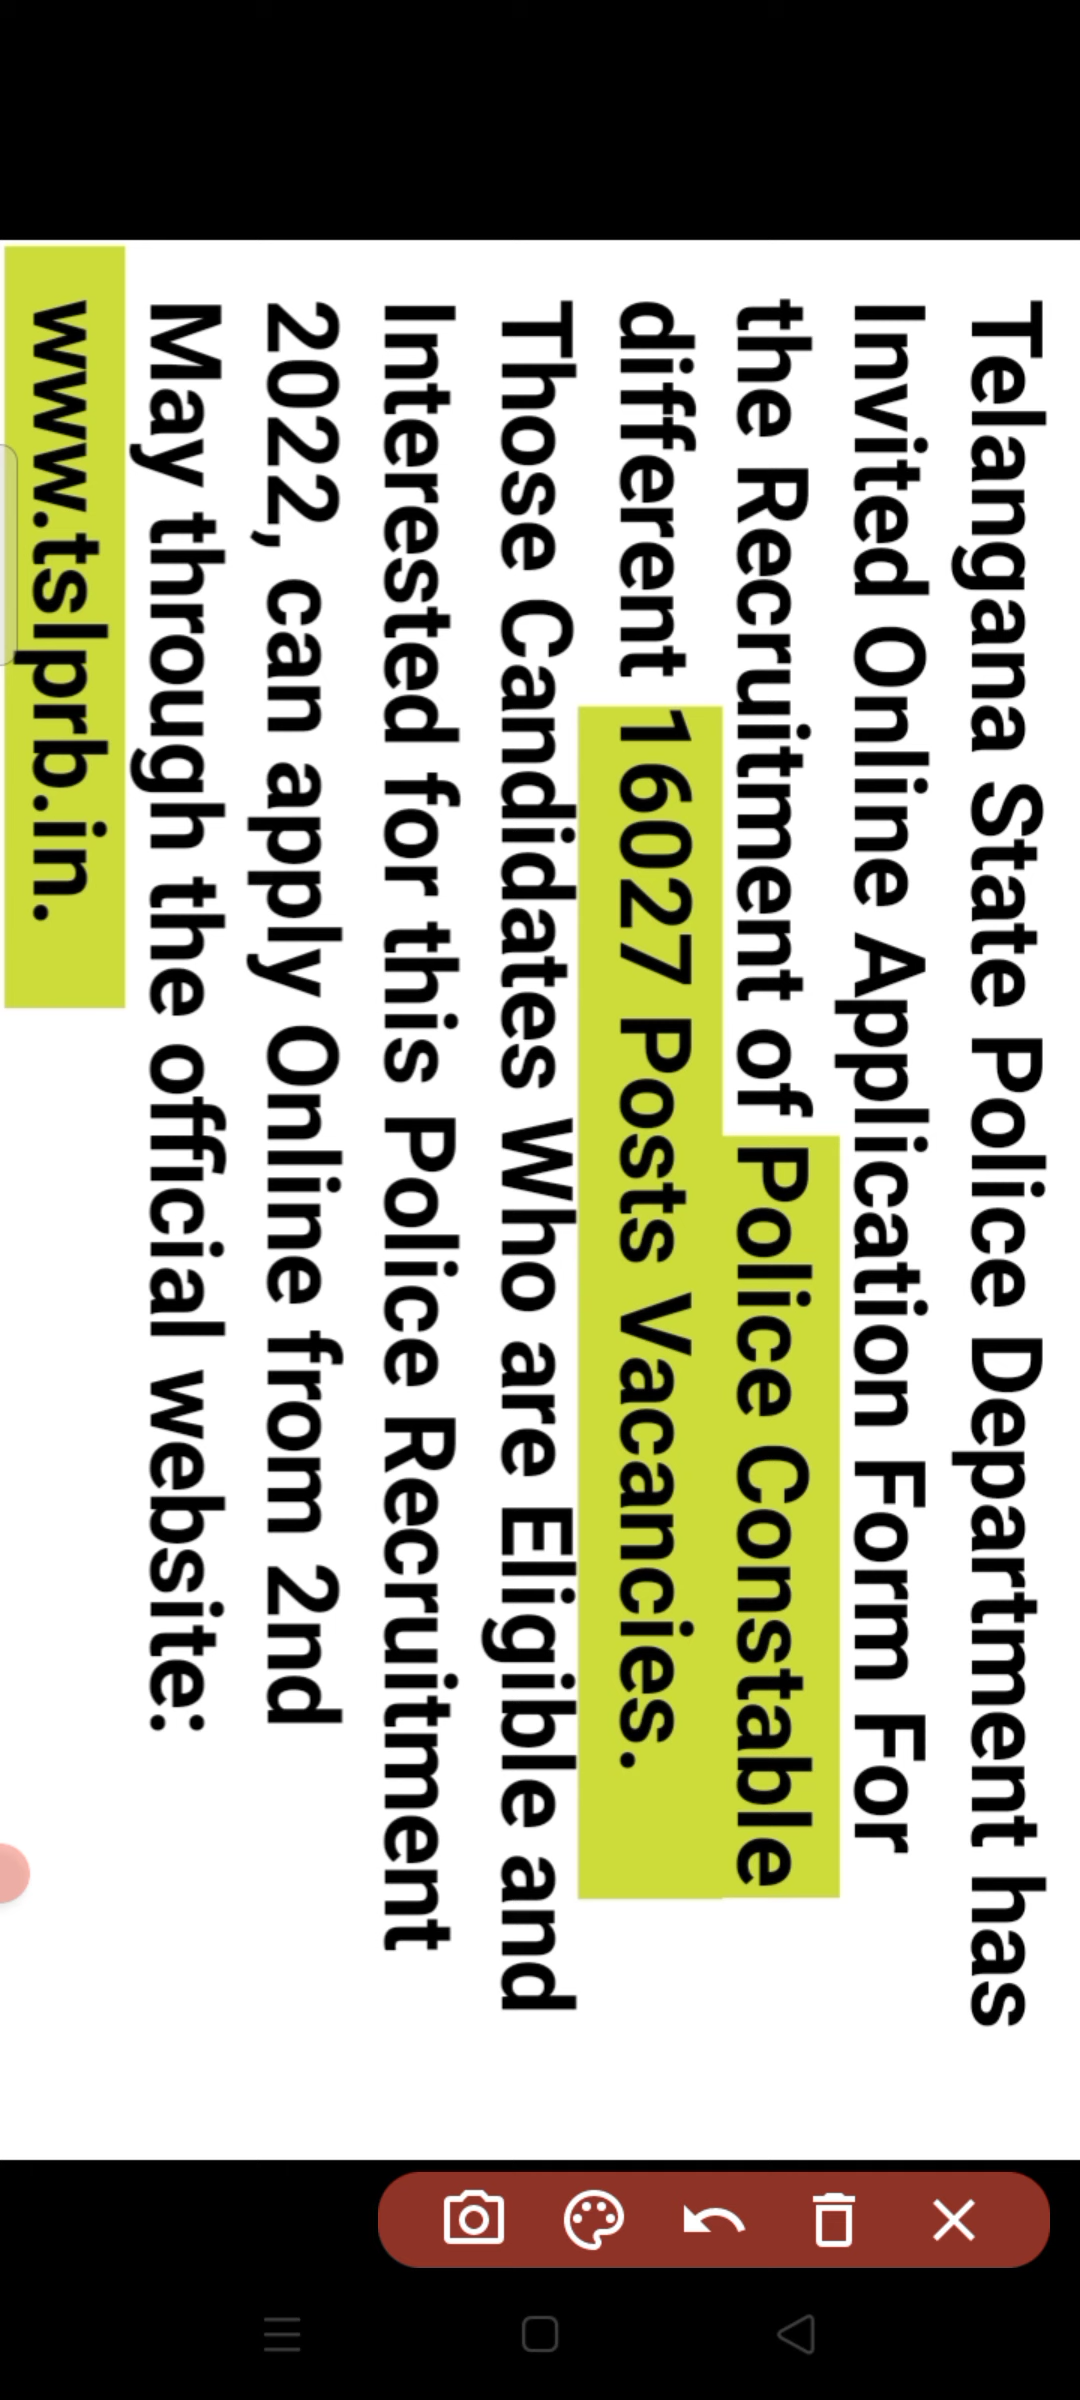 Telangana State Police Department has
Invited Online Application Form For
the Recruitment of Police Constable
different 16027 Posts Vacancies.
Those Candidates Who are Eligible and
Interested for this Police Recruitment
2022, can apply Online from 2nd
May through the official website:
www.tslprb.in.